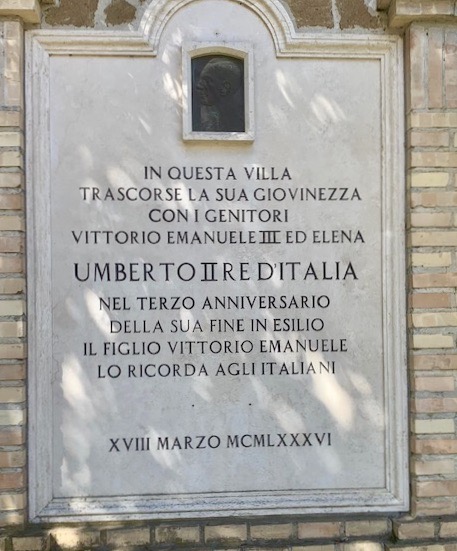 IN QUESTA VILLA
TRASCORSE LA SUA GIOVINEZZA
CON I GENITORI
VITTORIO EMANUELE III ED ELENA
UMBERTO II RE D'ITALIA
NEL TERZO ANNIVERSARIO
DELLA SUA FINE IN ESILIO
IL FIGLIO VITTORIO EMANUELE
LO RICORDA AGLI ITALIANI
XVIII MARZO MCMLXXXVI